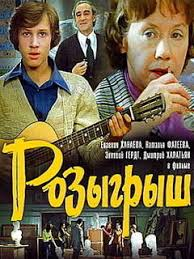 Евгения ХАНАЕВА, Наталья ФАТЕЕВА,
Зиновий ГЕРДТ, Дмитрий ХАРАТЬЯН
в фильме
Розыгрыш